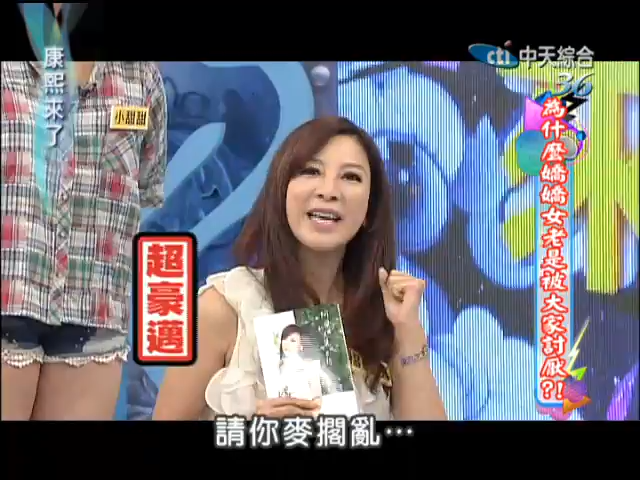 康熙來了
cti 中天綜合
36
小甜甜
為什麼嬌嬌女老是被大家討厭?!
超豪邁
請你麥擱亂…